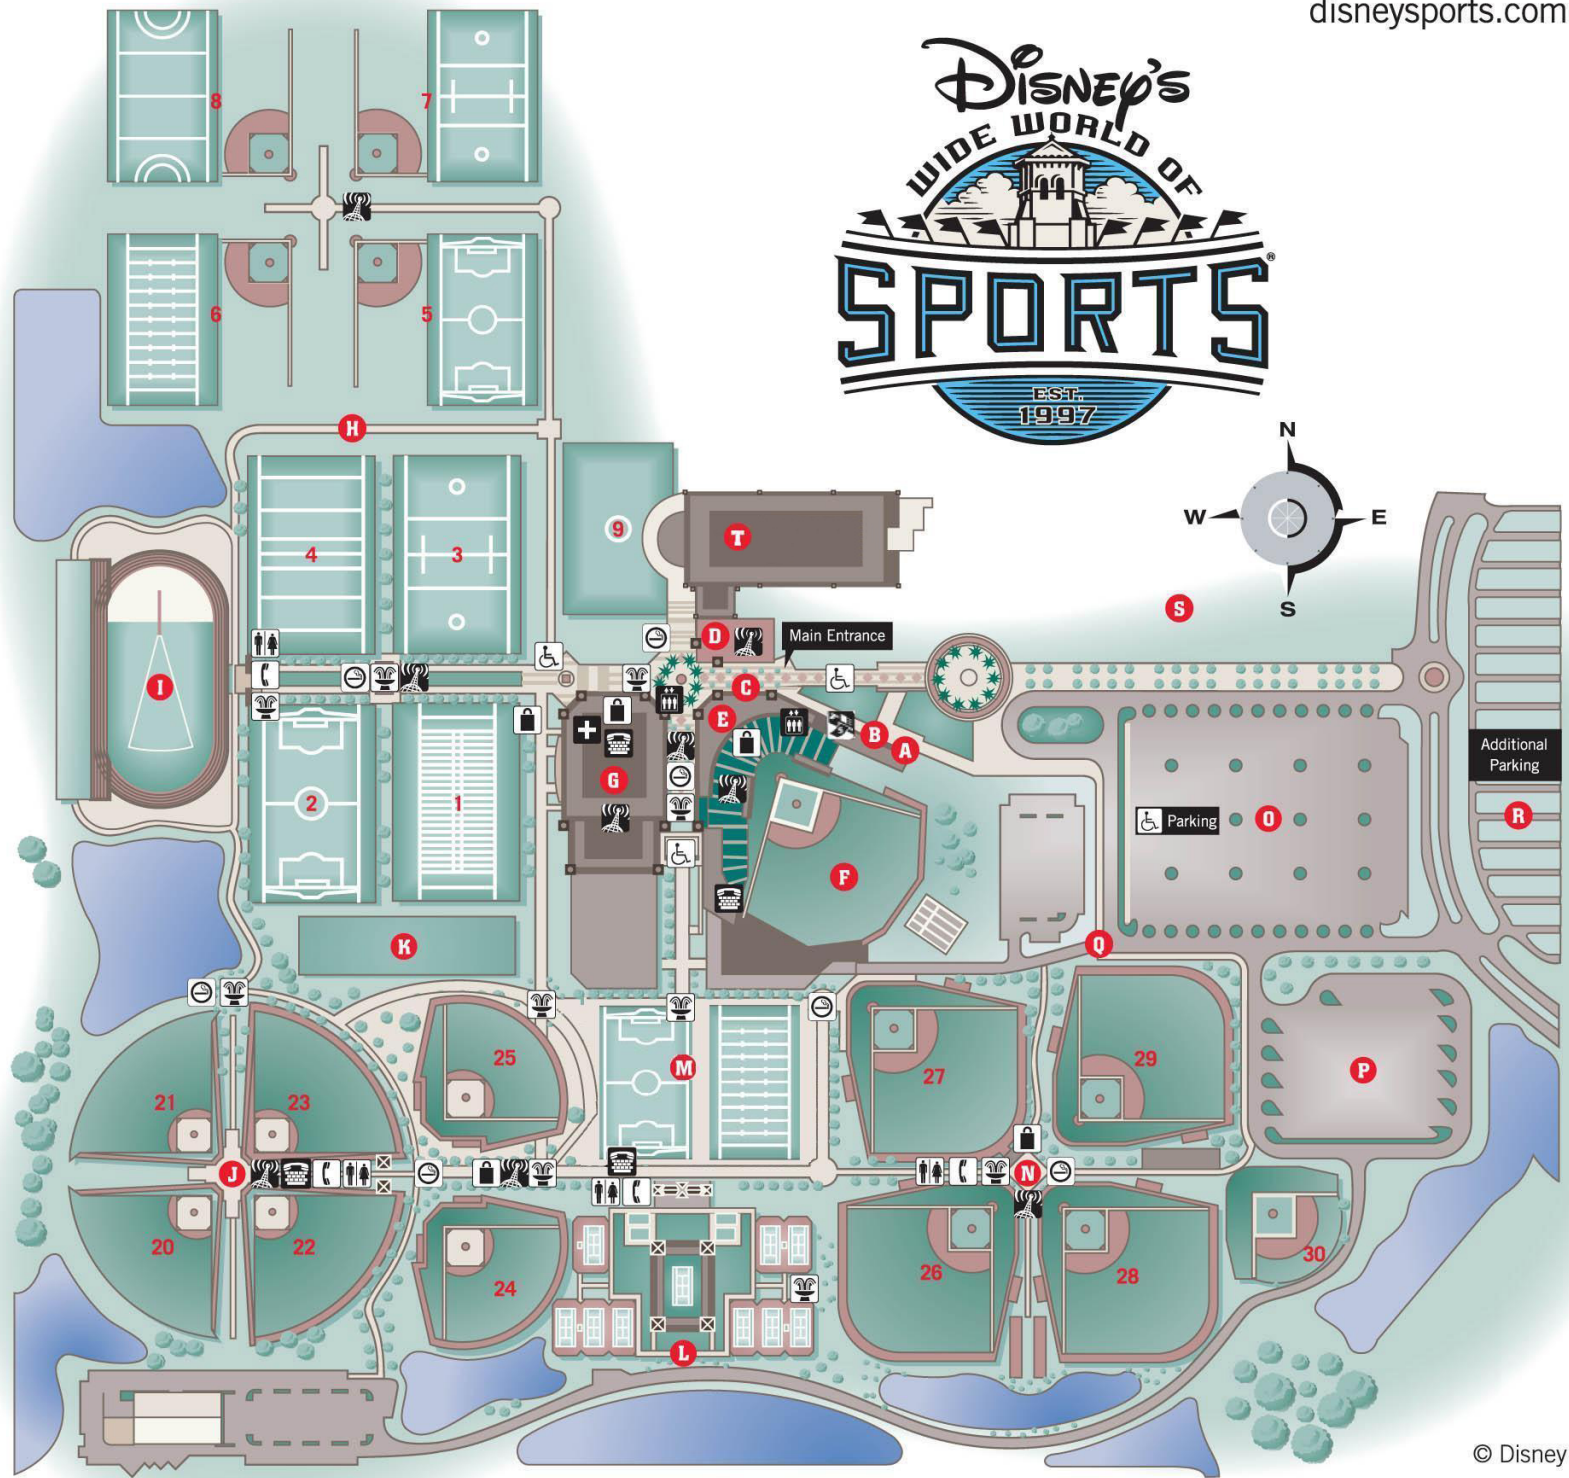 disneysports.com
DISNEY'S
WIDE WORLD OF
SPORTS®
EST.
1997
N
W
E
S
8
7
6
5
H
4
3
9
T
S
D
Main Entrance
I
C
E
B
A
G
2
1
F
Parking
O
Additional
Parking
R
K
Q
25
M
27
29
P
21
23
J
N
20
22
24
26
28
30
L
© Disney